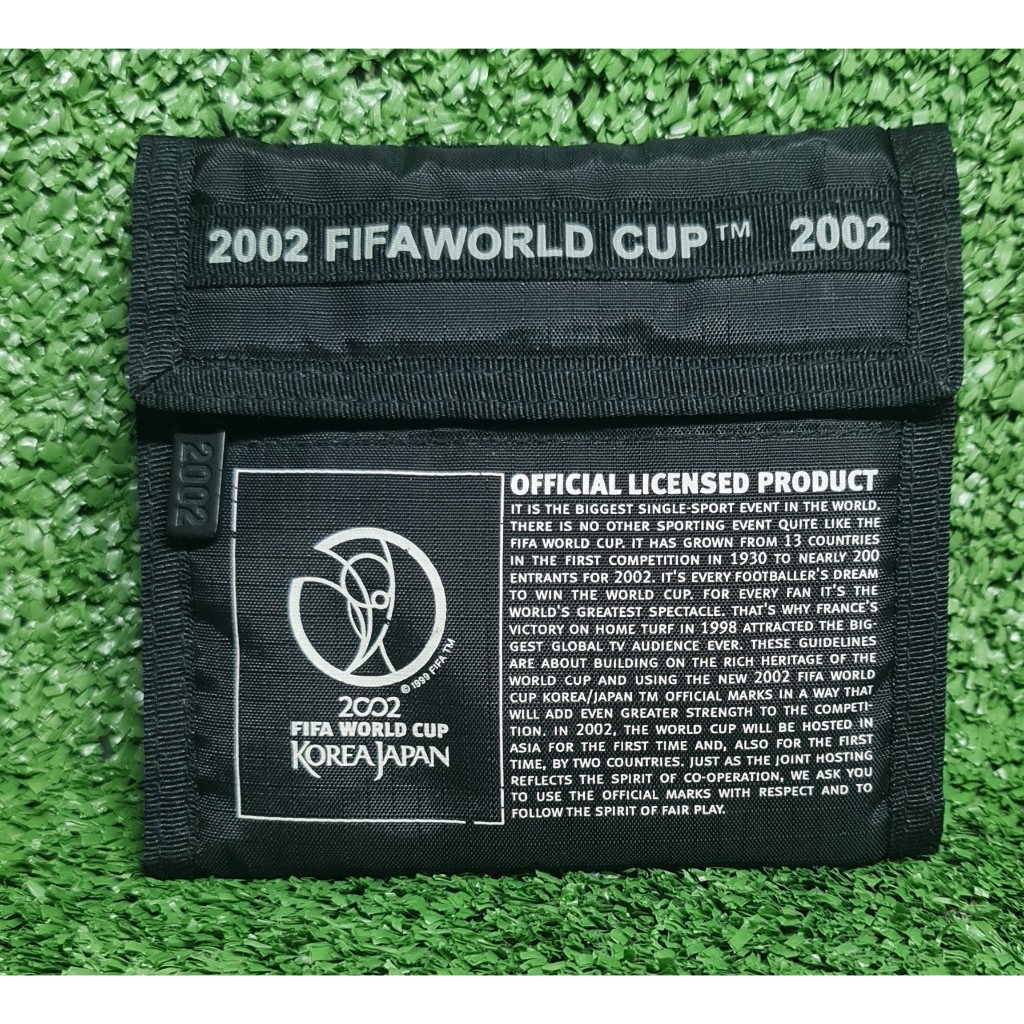 2002 FIFAWORLD CUP™ 2002
2002
© 1999 FIFA TM
2002
FIFA WORLD CUP
KOREA JAPAN
OFFICIAL LICENSED PRODUCT
IT IS THE BIGGEST SINGLE-SPORT EVENT IN THE WORLD.
THERE IS NO OTHER SPORTING EVENT QUITE LIKE THE
FIFA WORLD CUP. IT HAS GROWN FROM 13 COUNTRIES
IN THE FIRST COMPETITION IN 1930 TO NEARLY 200
ENTRANTS FOR 2002. IT'S EVERY FOOTBALLER'S DREAM
TO WIN THE WORLD CUP. FOR EVERY FAN IT'S THE
WORLD'S GREATEST SPECTACLE. THAT'S WHY FRANCE'S
VICTORY ON HOME TURF IN 1998 ATTRACTED THE BIG-
GEST GLOBAL TV AUDIENCE EVER. THESE GUIDELINES
ARE ABOUT BUILDING ON THE RICH HERITAGE OF THE
WORLD CUP AND USING THE NEW 2002 FIFA WORLD
CUP KOREA/JAPAN TM OFFICIAL MARKS IN A WAY THAT
WILL ADD EVEN GREATER STRENGTH TO THE COMPETI-
TION. IN 2002, THE WORLD CUP WILL BE HOSTED IN
ASIA FOR THE FIRST TIME AND, ALSO FOR THE FIRST
TIME, BY TWO COUNTRIES. JUST AS THE JOINT HOSTING
REFLECTS THE SPIRIT OF CO-OPERATION, WE ASK YOU
TO USE THE OFFICIAL MARKS WITH RESPECT AND TO
FOLLOW THE SPIRIT OF FAIR PLAY.